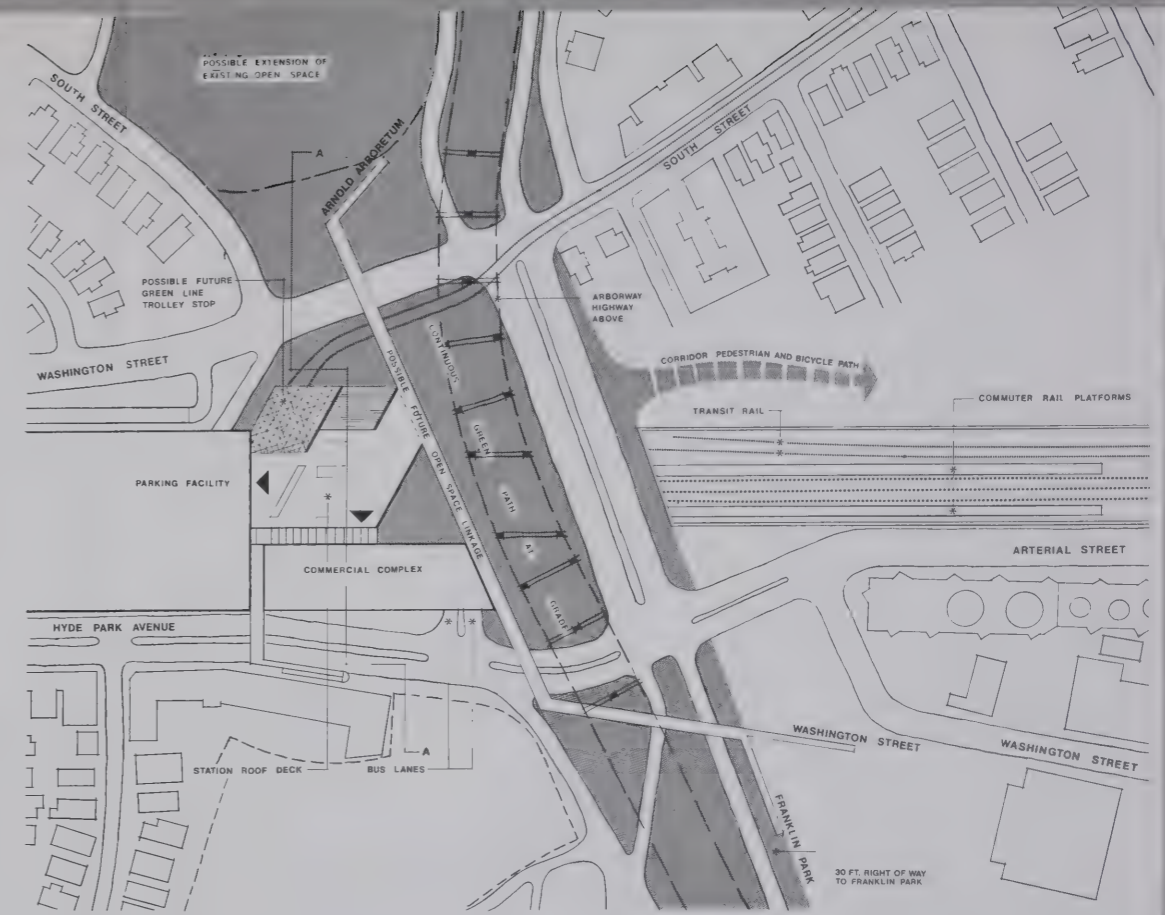 POSSIBLE EXTENSION OF
EXISTING OPEN SPACE
SOUTH STREET
A
ARNOLD ARBORETUM
SOUTH STREET
POSSIBLE FUTURE
GREEN LINE
TROLLEY STOP
ARBORWAY
HIGHWAY
ABOVE
WASHINGTON STREET
CONTINUOUS
GREEN
PATH
AT
GRADE
POSSIBLE FUTURE OPEN SPACE LINKAGE
CORRIDOR PEDESTRIAN AND BICYCLE PATH
TRANSIT RAIL
COMMUTER RAIL PLATFORMS
PARKING FACILITY
ARTERIAL STREET
COMMERCIAL COMPLEX
HYDE PARK AVENUE
A
STATION ROOF DECK
BUS LANES
WASHINGTON STREET
WASHINGTON STREET
FRANKLIN PARK
30 FT. RIGHT OF WAY
TO FRANKLIN PARK